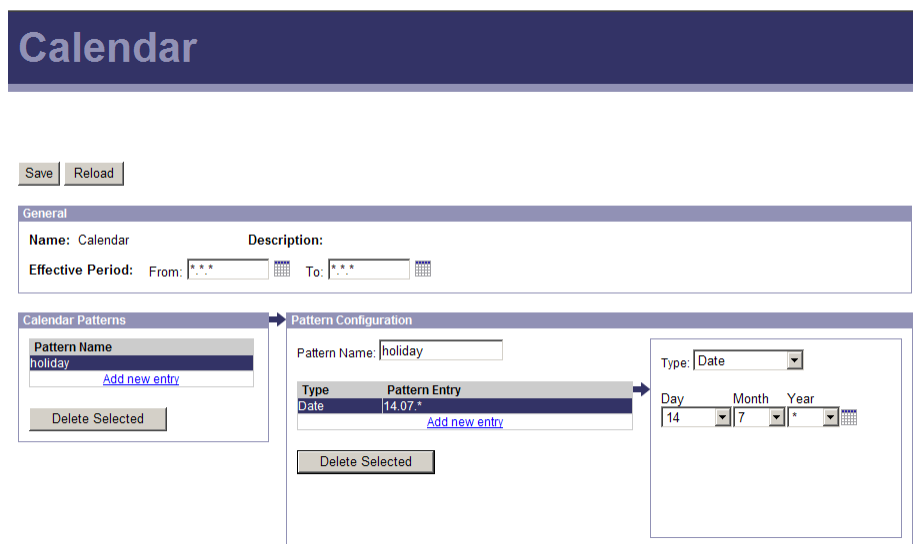 Calendar
Save Reload
General
Name: Calendar Description:
Effective Period: From: *.*.* To: *.*.*
Calendar Patterns
Pattern Name
holiday
Add new entry
Delete Selected
Pattern Configuration
Pattern Name: holiday
Type Pattern Entry
Date 14.07.*
Add new entry
Delete Selected
Type: Date
Day Month Year
14 7 *